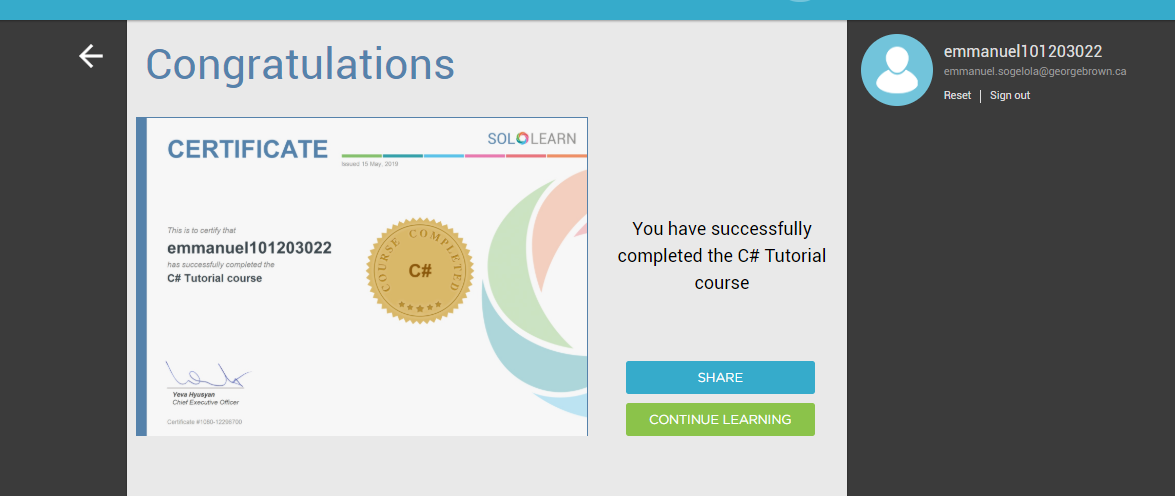 Congratulations
emmanuel101203022
emmanuel.sogelola@georgebrown.ca
Reset | Sign out
CERTIFICATE
SOLOLEARN
Issued 15 May, 2019
This is to certify that
emmanuel101203022
has successfully completed the
C# Tutorial course
COURSE COMPLETED
C#
Yeva Hyusyan
Chief Executive Officer
Certificate #1080-12299700
You have successfully
completed the C# Tutorial
course
SHARE
CONTINUE LEARNING